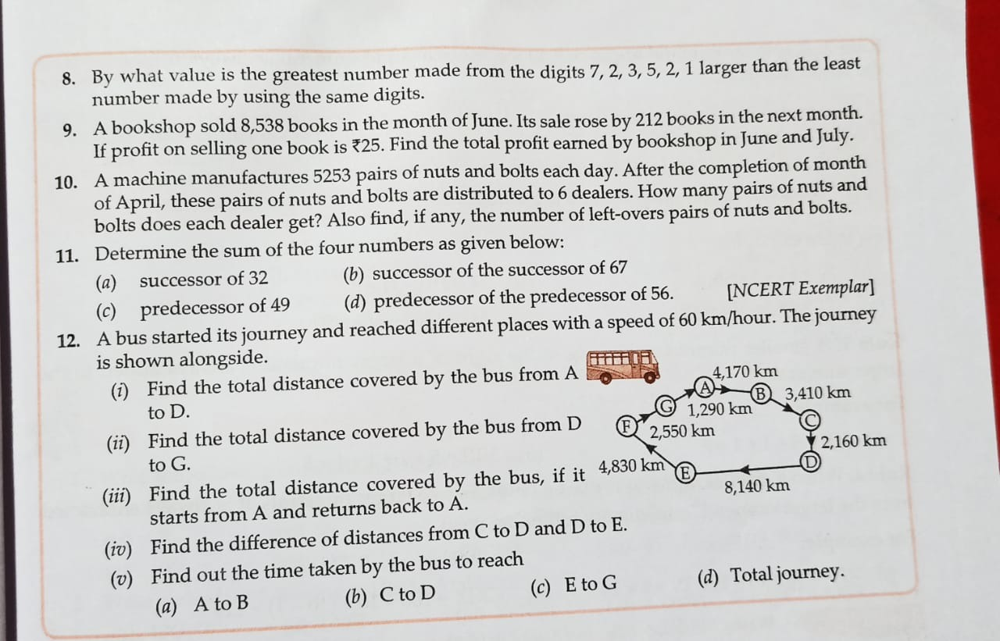 8. By what value is the greatest number made from the digits 7, 2, 3, 5, 2, 1 larger than the least
number made by using the same digits.
9. A bookshop sold 8,538 books in the month of June. Its sale rose by 212 books in the next month.
If profit on selling one book is ₹25. Find the total profit earned by bookshop in June and July.
10. A machine manufactures 5253 pairs of nuts and bolts each day. After the completion of month
of April, these pairs of nuts and bolts are distributed to 6 dealers. How many pairs of nuts and
bolts does each dealer get? Also find, if any, the number of left-overs pairs of nuts and bolts.
11. Determine the sum of the four numbers as given below:
(a) successor of 32 (b) successor of the successor of 67
(c) predecessor of 49 (d) predecessor of the predecessor of 56. [NCERT Exemplar]
12. A bus started its journey and reached different places with a speed of 60 km/hour. The journey
is shown alongside.
(i) Find the total distance covered by the bus from A
to D.
(ii) Find the total distance covered by the bus from D
to G.
(iii) Find the total distance covered by the bus, if it
starts from A and returns back to A.
(iv) Find the difference of distances from C to D and D to E.
(v) Find out the time taken by the bus to reach
(a) A to B (b) C to D (c) E to G (d) Total journey.
4,170 km
A B 3,410 km
G 1,290 km
F 2,550 km C
2,160 km
4,830 km E D
8,140 km